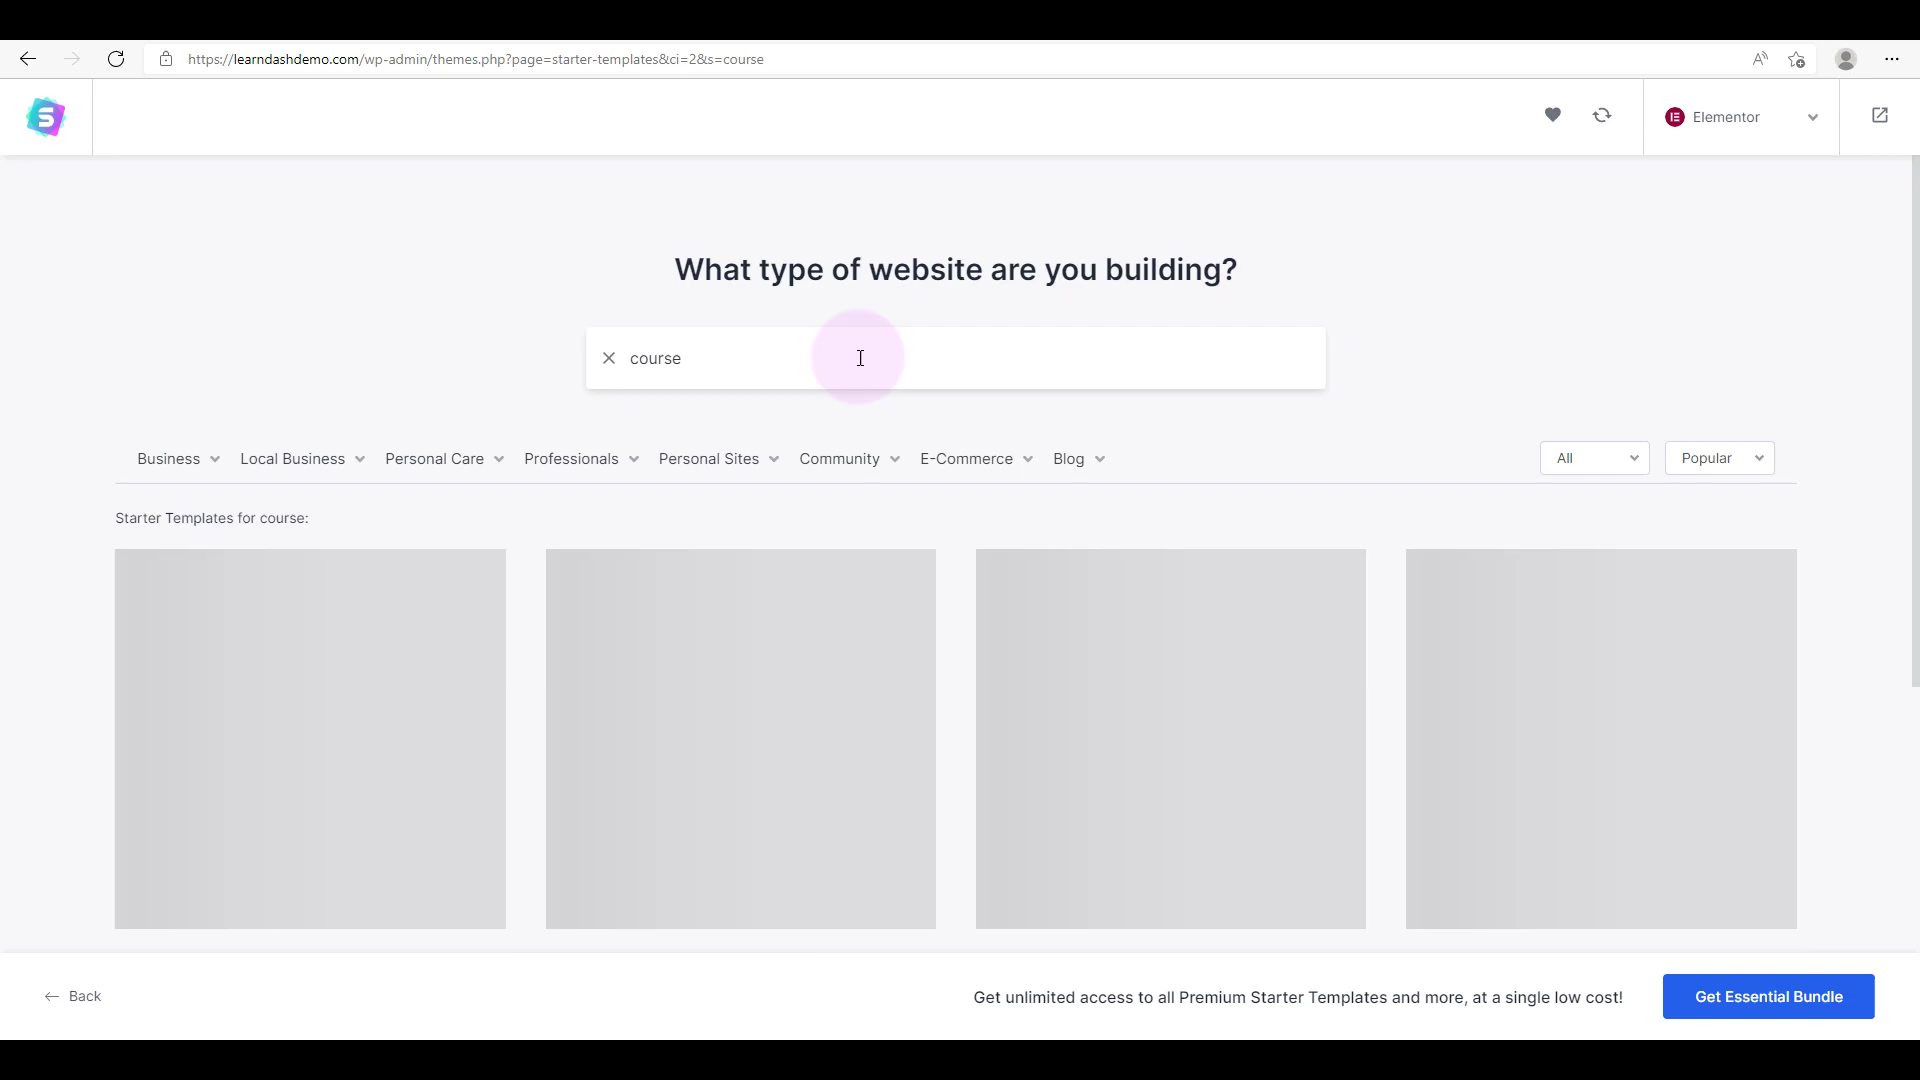 https://learndashdemo.com/wp-admin/themes.php?page=starter-templates&ci=2&s=course
Elementor
What type of website are you building?
course
Business Local Business Personal Care Professionals Personal Sites Community E-Commerce Blog All Popular
Starter Templates for course:
Back
Get unlimited access to all Premium Starter Templates and more, at a single low cost!
Get Essential Bundle